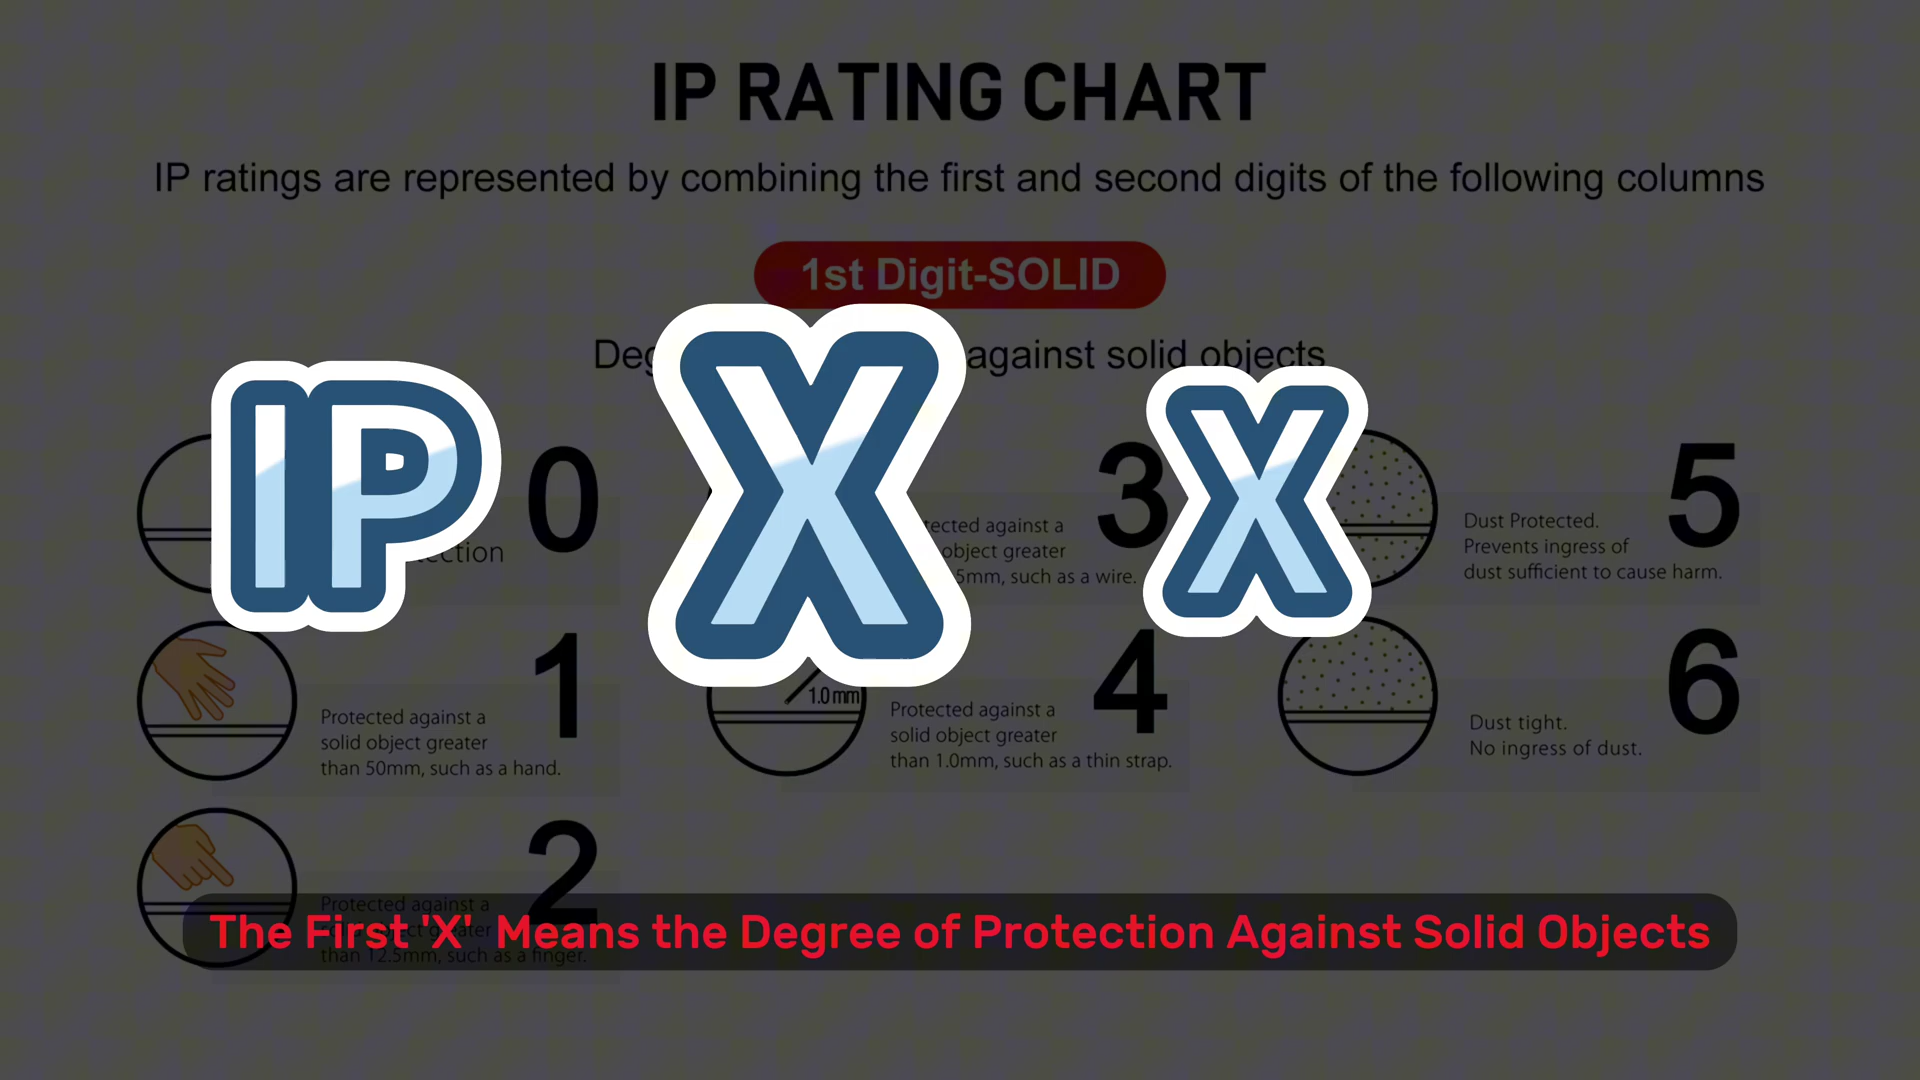 IP RATING CHART
IP ratings are represented by combining the first and second digits of the following columns
1st Digit-SOLID
against solid objects
IP X X
0
3
tected against a
object greater
5mm, such as a wire.
5
Dust Protected.
Prevents ingress of
dust sufficient to cause harm.
1
Protected against a
solid object greater
than 50mm, such as a hand.
1.0mm
4
Protected against a
solid object greater
than 1.0mm, such as a thin strap.
6
Dust tight.
No ingress of dust.
2
Protected against a
than 12.5mm, such as a finger.
The First 'X' Means the Degree of Protection Against Solid Objects